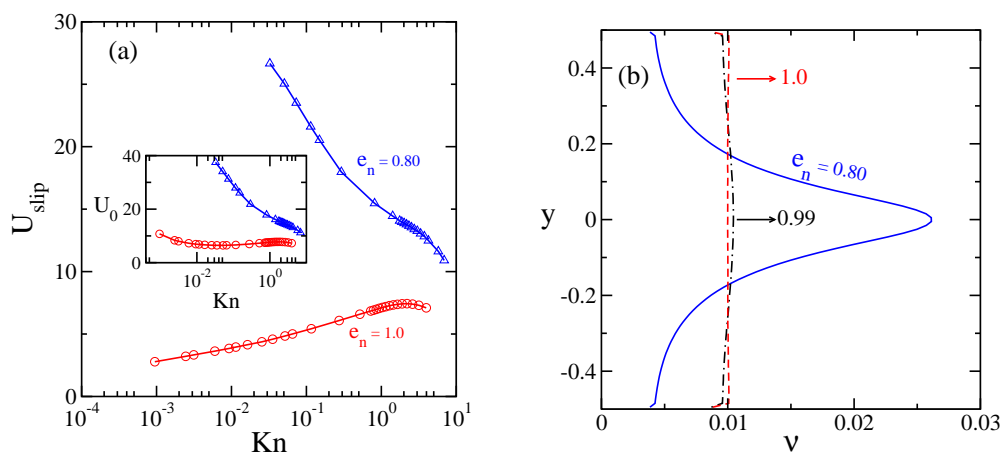 (a)
30
20
10
0
U_slip
e_n = 0.80
40
20
0
U_0
10^-2
10^0
Kn
e_n = 1.0
10^-4
10^-3
10^-2
10^-1
10^0
10^1
Kn
(b)
0.4
0.2
0
-0.2
-0.4
y
1.0
e_n = 0.80
0.99
0
0.01
0.02
0.03
ν